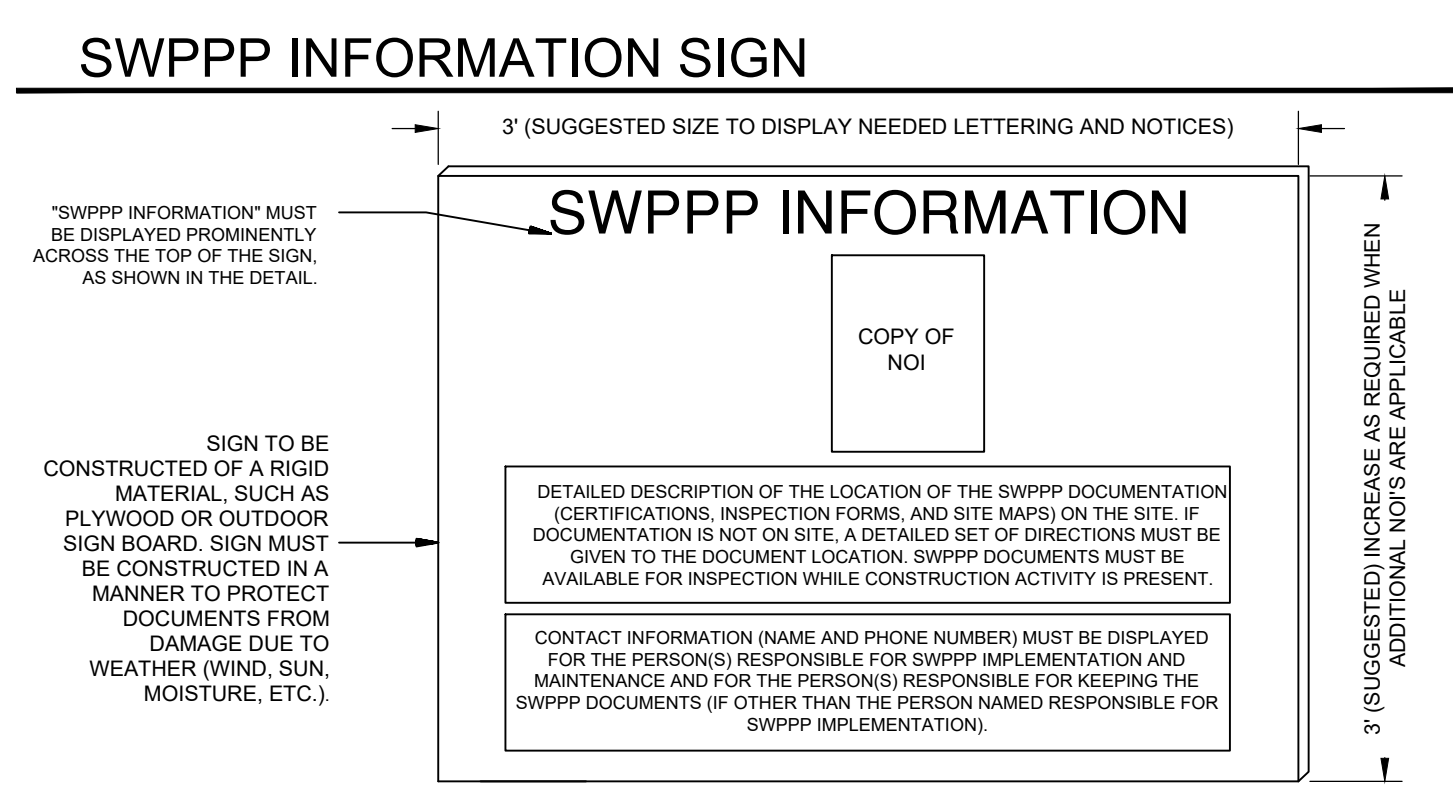 SWPPP INFORMATION SIGN
3' (SUGGESTED SIZE TO DISPLAY NEEDED LETTERING AND NOTICES)
"SWPPP INFORMATION" MUST
BE DISPLAYED PROMINENTLY
ACROSS THE TOP OF THE SIGN,
AS SHOWN IN THE DETAIL.
SWPPP INFORMATION
COPY OF
NOI
SIGN TO BE
CONSTRUCTED OF A RIGID
MATERIAL, SUCH AS
PLYWOOD OR OUTDOOR
SIGN BOARD. SIGN MUST
BE CONSTRUCTED IN A
MANNER TO PROTECT
DOCUMENTS FROM
DAMAGE DUE TO
WEATHER (WIND, SUN,
MOISTURE, ETC.).
DETAILED DESCRIPTION OF THE LOCATION OF THE SWPPP DOCUMENTATION
(CERTIFICATIONS, INSPECTION FORMS, AND SITE MAPS) ON THE SITE. IF
DOCUMENTATION IS NOT ON SITE, A DETAILED SET OF DIRECTIONS MUST BE
GIVEN TO THE DOCUMENT LOCATION. SWPPP DOCUMENTS MUST BE
AVAILABLE FOR INSPECTION WHILE CONSTRUCTION ACTIVITY IS PRESENT.
CONTACT INFORMATION (NAME AND PHONE NUMBER) MUST BE DISPLAYED
FOR THE PERSON(S) RESPONSIBLE FOR SWPPP IMPLEMENTATION AND
MAINTENANCE AND FOR THE PERSON(S) RESPONSIBLE FOR KEEPING THE
SWPPP DOCUMENTS (IF OTHER THAN THE PERSON NAMED RESPONSIBLE FOR
SWPPP IMPLEMENTATION).
3' (SUGGESTED) INCREASE AS REQUIRED WHEN
ADDITIONAL NOI'S ARE APPLICABLE